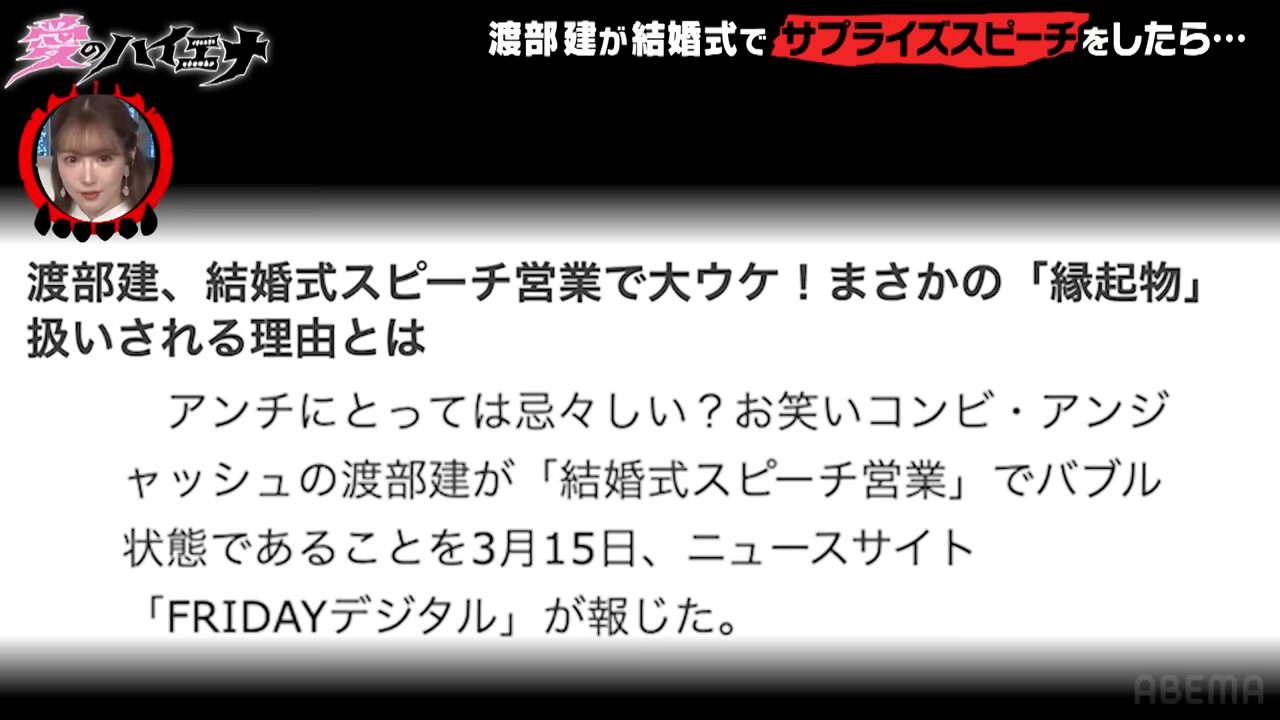 愛のハイエナ
渡部建が結婚式でサプライズスピーチをしたら…
渡部建、結婚式スピーチ営業で大ウケ！まさかの「縁起物」
扱いされる理由とは
アンチにとっては忌々しい？お笑いコンビ・アンジ
ャッシュの渡部建が「結婚式スピーチ営業」でバブル
状態であることを3月15日、ニュースサイト
「FRIDAYデジタル」が報じた。
ABEMA